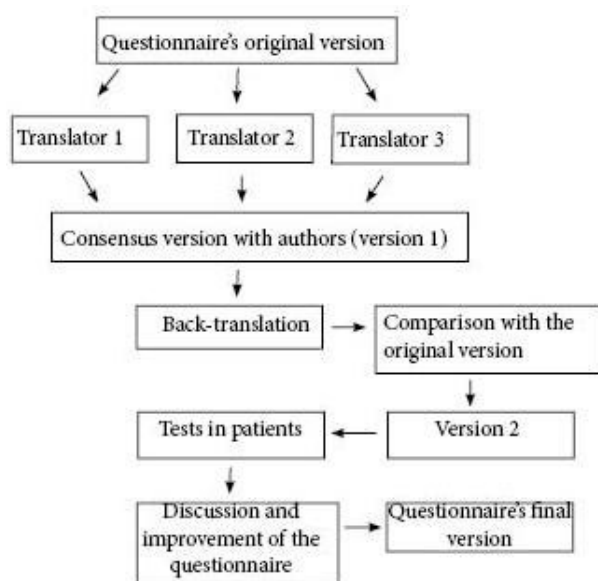 Questionnaire's original version
Translator 1
Translator 2
Translator 3
Consensus version with authors (version 1)
Back-translation
Comparison with the
original version
Tests in patients
Version 2
Discussion and
improvement of the
questionnaire
Questionnaire's final
version